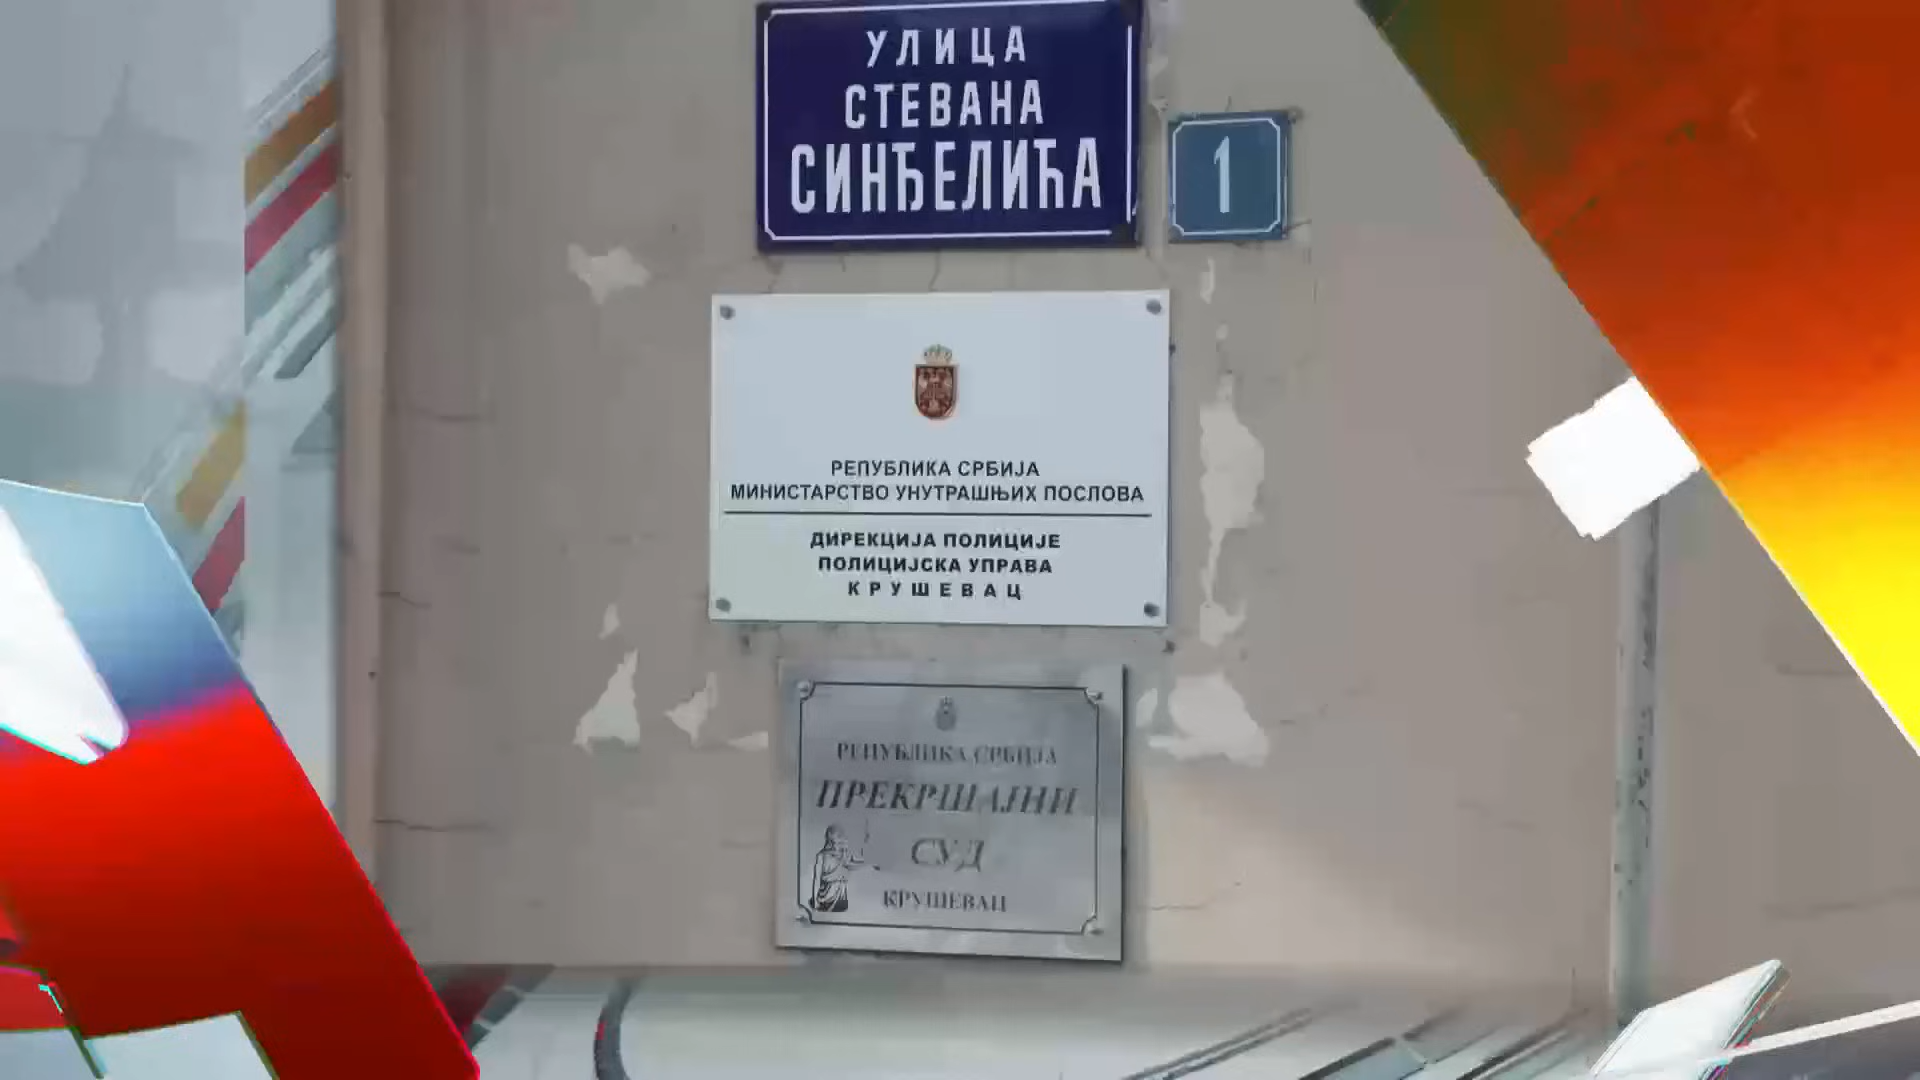 УЛИЦА
СТЕВАНА
СИНЂЕЛИЋА
1
РЕПУБЛИКА СРБИЈА
МИНИСТАРСТВО УНУТРАШЊИХ ПОСЛОВА
ДИРЕКЦИЈА ПОЛИЦИЈЕ
ПОЛИЦИЈСКА УПРАВА
КРУШЕВАЦ
РЕПУБЛИКА СРБИЈА
ПРЕКРШАЈНИ
СУД
КРУШЕВАЦ